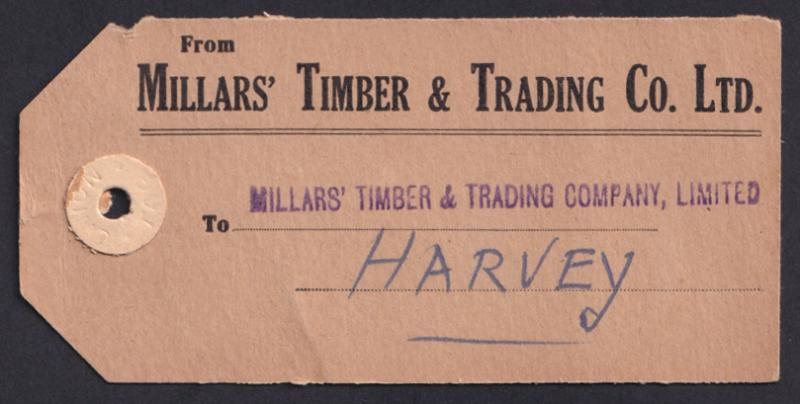 From
MILLARS' TIMBER & TRADING CO. LTD.
MILLARS' TIMBER & TRADING COMPANY, LIMITED
To
HARVEY